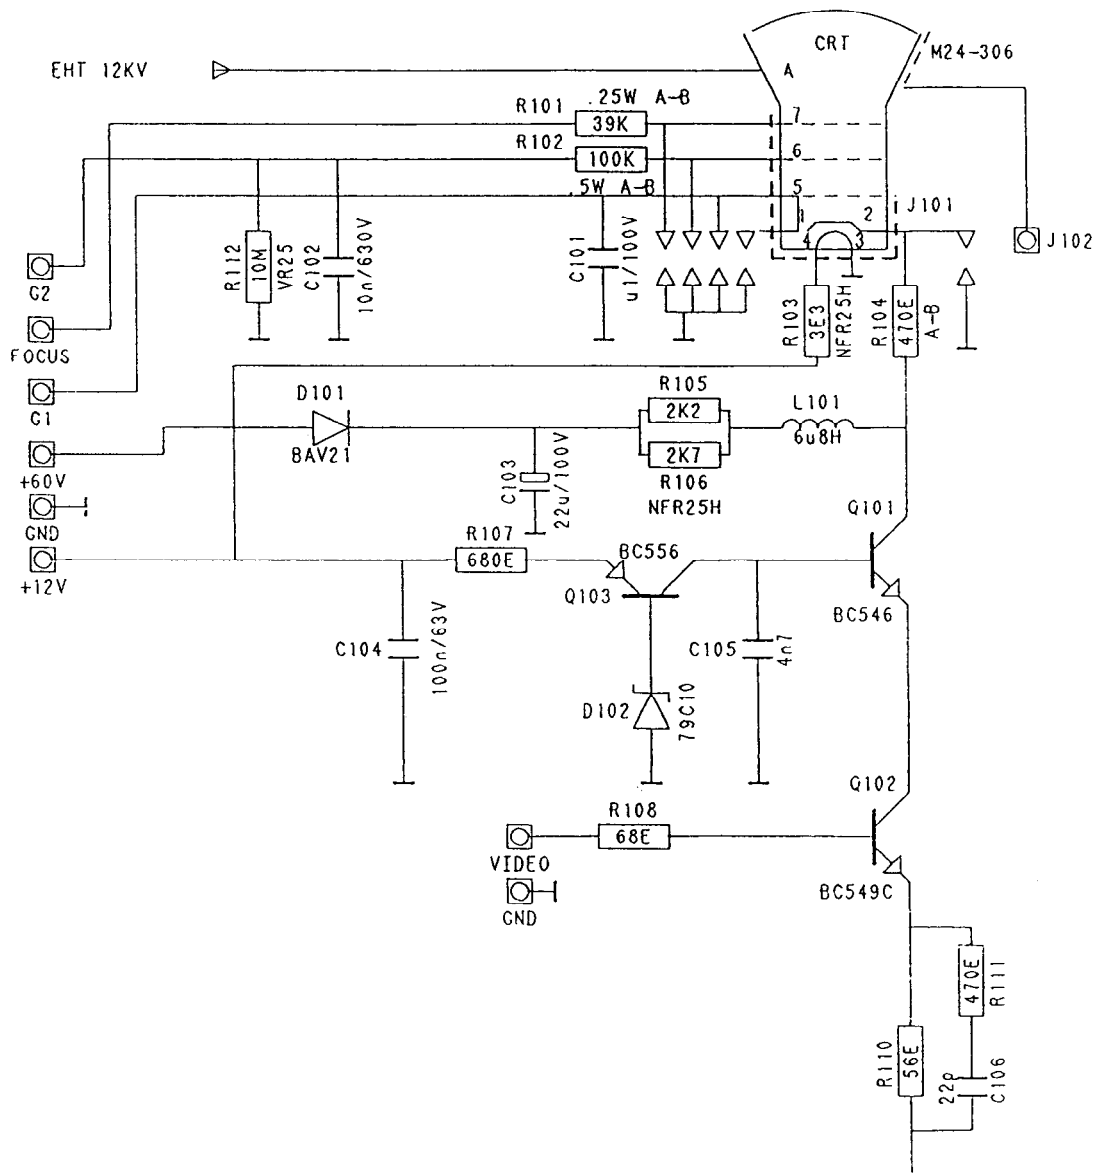 CRT
M24-306
EHT 12KV
A
.25W A-B
R101
39K
7
R102
100K
6
.5W A-B
5
1
2
J101
4
3
J102
R112
10M
VR25
C102
10n/630V
C101
u1/100V
G2
R103
3E3
NFR25H
R104
470E
A-B
FOCUS
G1
D101
BAV21
R105
2K2
L101
6u8H
2K7
R106
NFR25H
+60V
C103
22u/100V
GND
Q101
+12V
R107
680E
BC556
Q103
BC546
C104
100n/63V
C105
4n7
D102
79C10
Q102
R108
68E
VIDEO
BC549C
GND
470E
R111
R110
56E
22p
C106